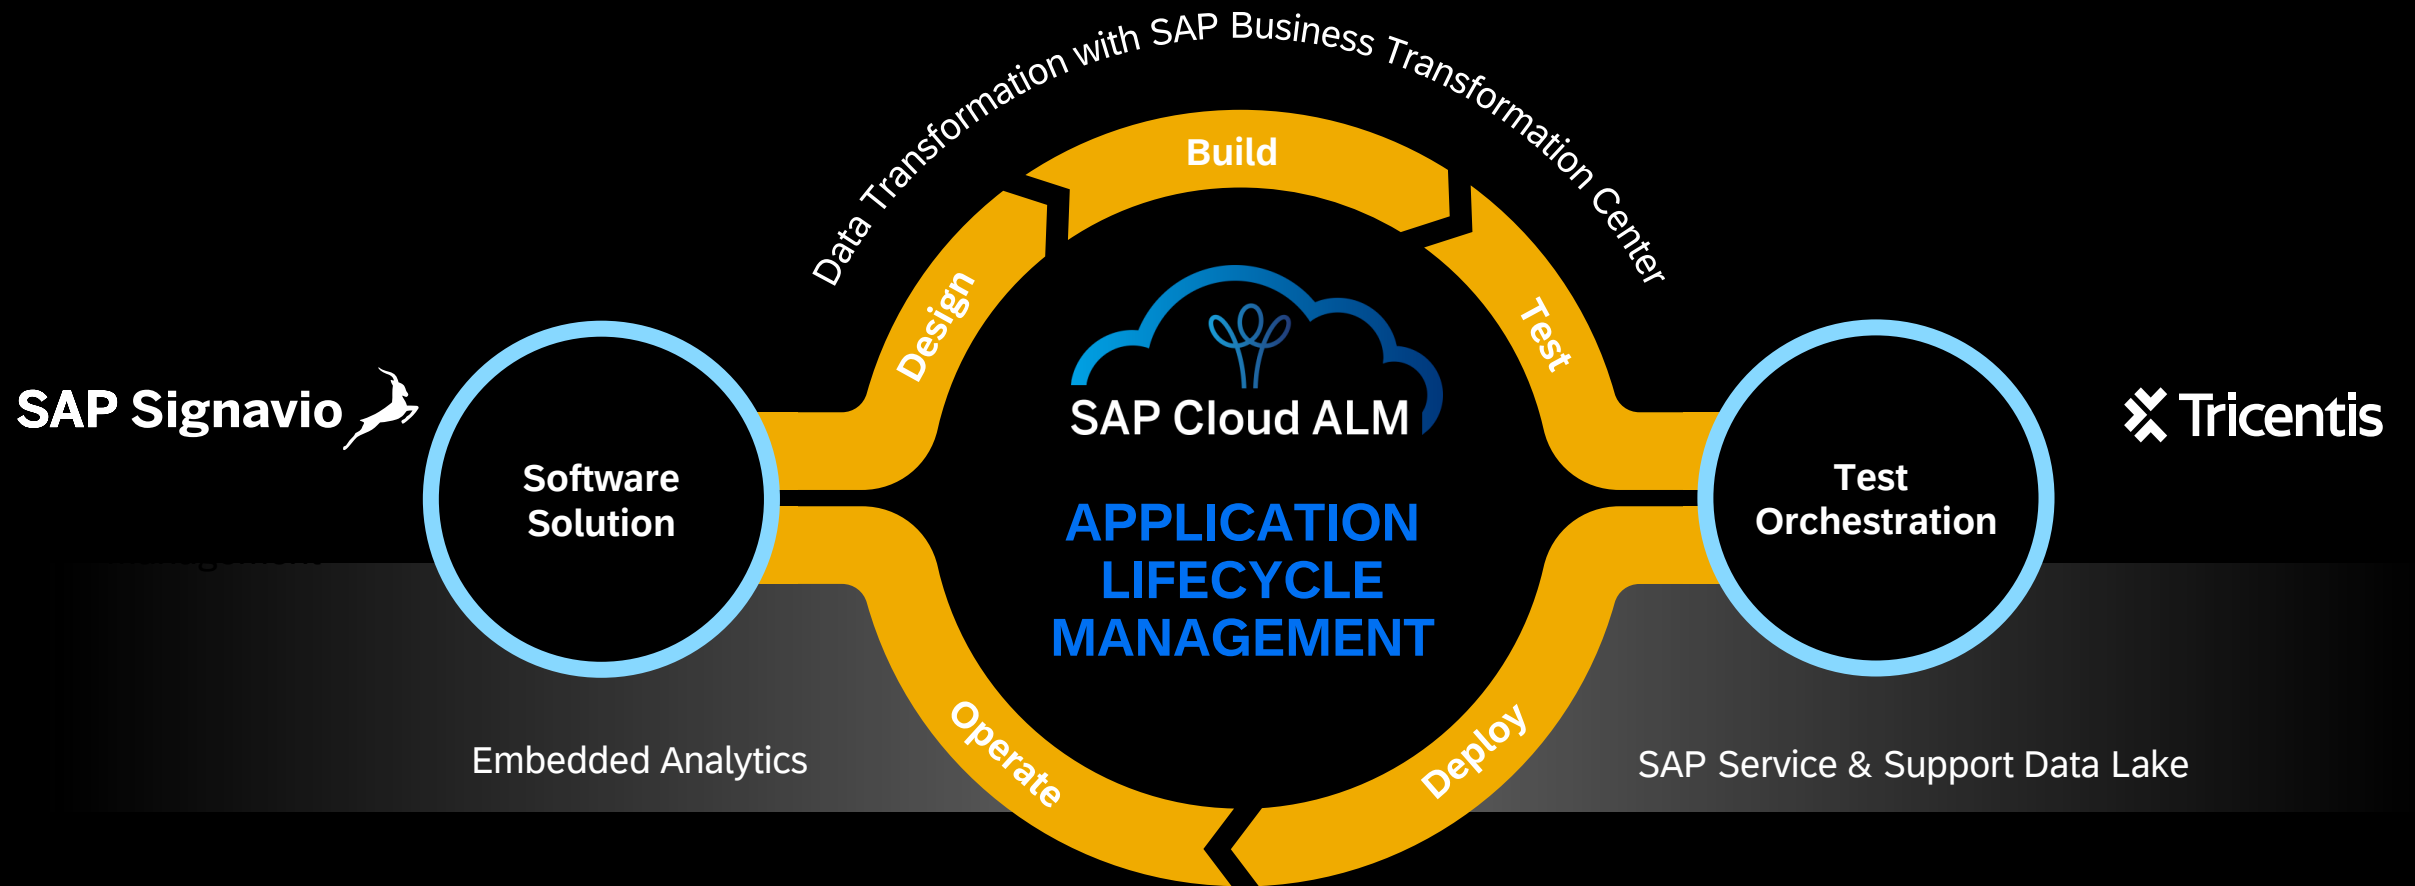 Data Transformation with SAP Business Transformation Center
Build
Design
Test
SAP Signavio
SAP Cloud ALM
Tricentis
Software
Solution
APPLICATION
LIFECYCLE
MANAGEMENT
Test
Orchestration
Operate
Deploy
Embedded Analytics
SAP Service & Support Data Lake